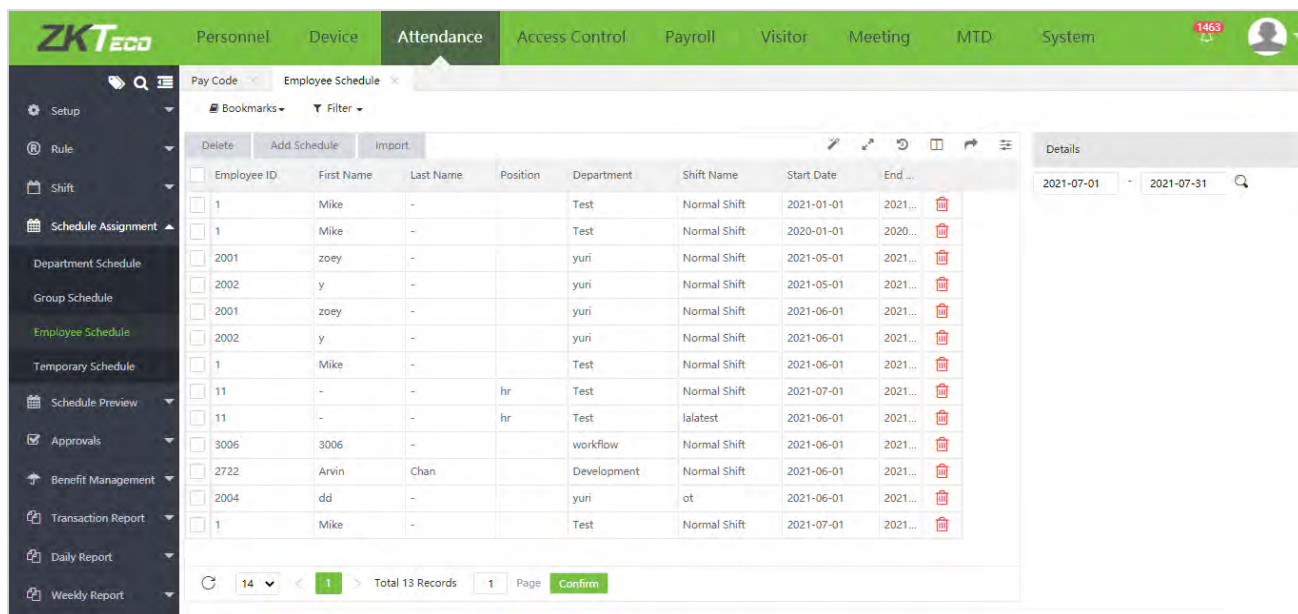 ZKTeco Personnel Device Attendance Access Control Payroll Visitor Meeting MTD System 1463
Pay Code Employee Schedule
Bookmarks Filter
Setup
Rule
Shift
Schedule Assignment
Department Schedule
Group Schedule
Employee Schedule
Temporary Schedule
Schedule Preview
Approvals
Benefit Management
Transaction Report
Daily Report
Weekly Report
Delete Add Schedule Import
Employee ID First Name Last Name Position Department Shift Name Start Date End ...
1 Mike - Test Normal Shift 2021-01-01 2021...
1 Mike - Test Normal Shift 2020-01-01 2020...
2001 zoey - yuri Normal Shift 2021-05-01 2021...
2002 y - yuri Normal Shift 2021-05-01 2021...
2001 zoey - yuri Normal Shift 2021-06-01 2021...
2002 y - yuri Normal Shift 2021-06-01 2021...
1 Mike - Test Normal Shift 2021-06-01 2021...
11 - - hr Test Normal Shift 2021-07-01 2021...
11 - - hr Test lalatest 2021-06-01 2021...
3006 3006 - workflow Normal Shift 2021-06-01 2021...
2722 Arvin Chan Development Normal Shift 2021-06-01 2021...
2004 dd - yuri ot 2021-06-01 2021...
1 Mike - Test Normal Shift 2021-07-01 2021...
14 < 1 > Total 13 Records 1 Page Confirm
Details
2021-07-01 - 2021-07-31